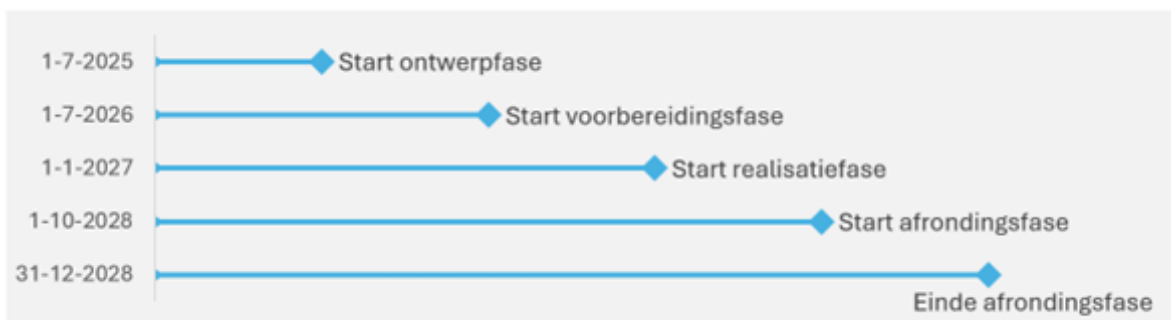 1-7-2025 Start ontwerpfase
1-7-2026 Start voorbereidingsfase
1-1-2027 Start realisatiefase
1-10-2028 Start afrondingsfase
31-12-2028
Einde afrondingsfase